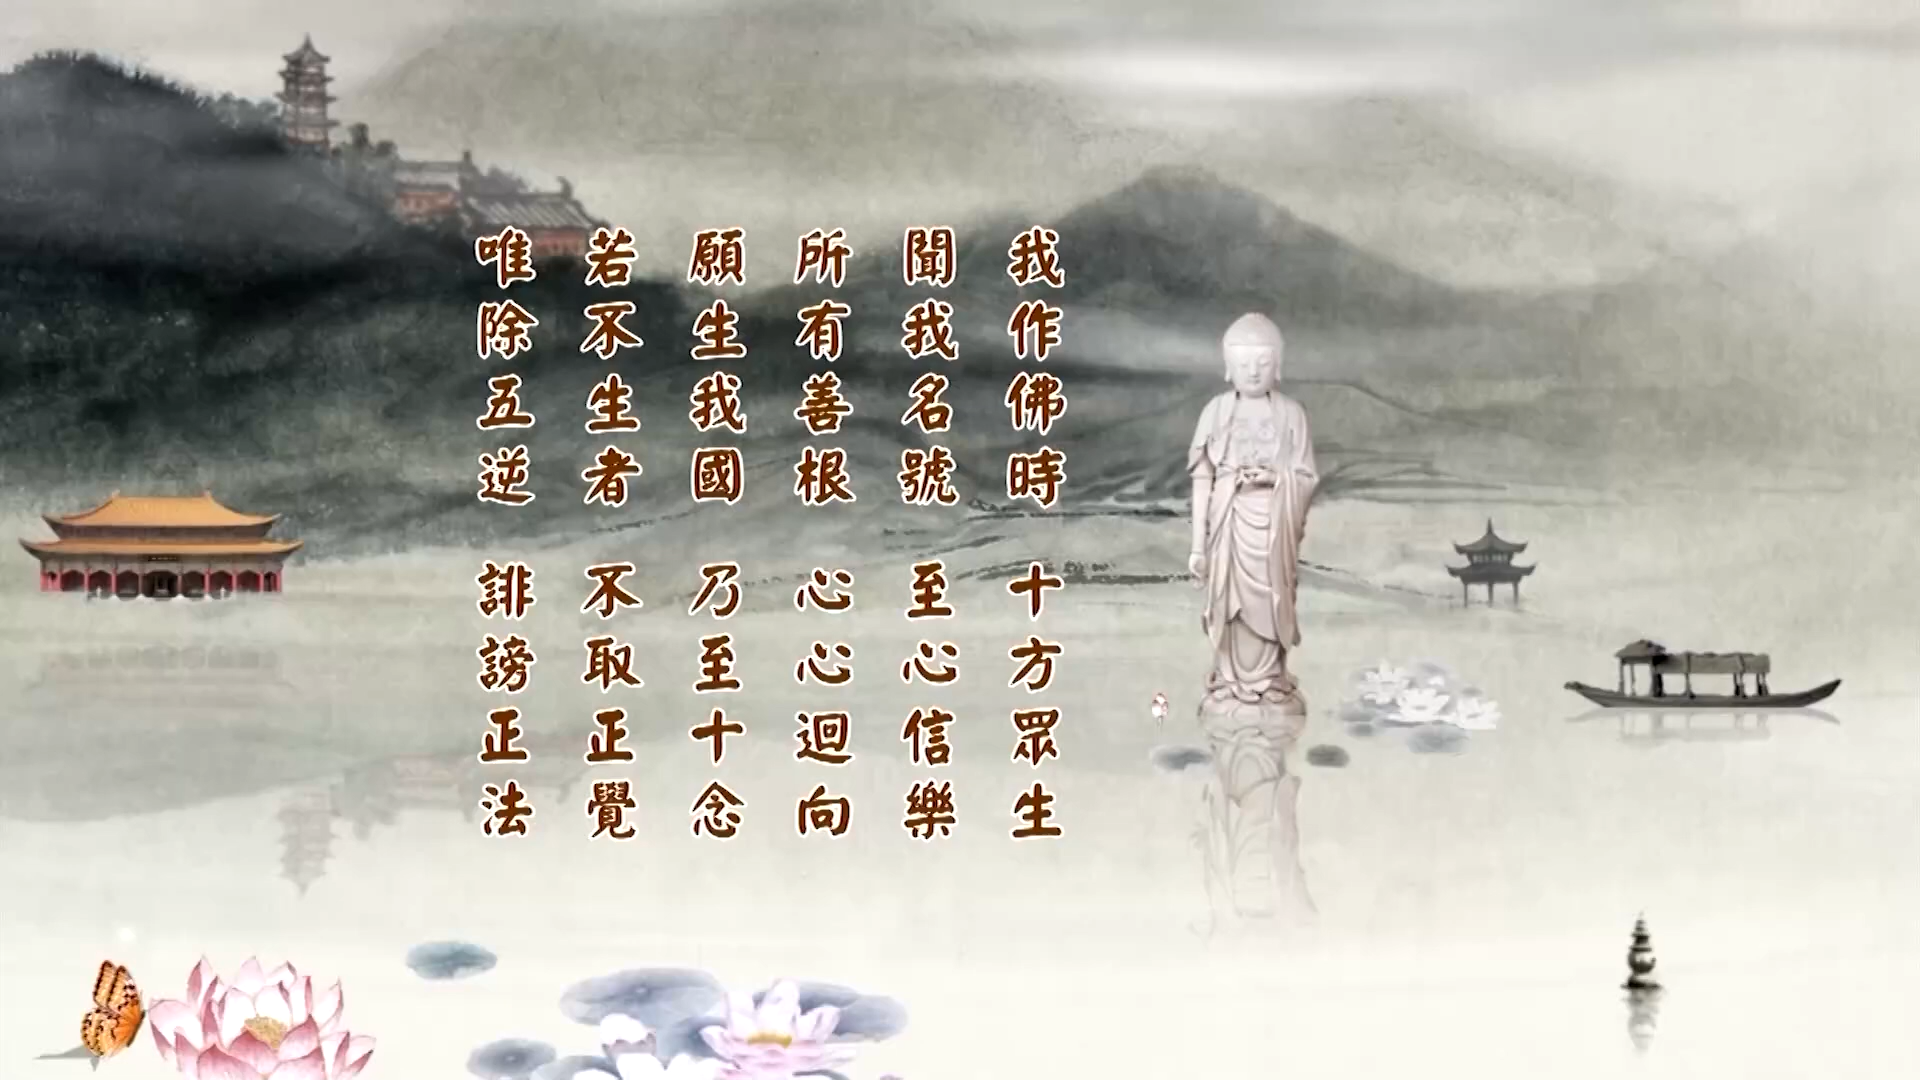 我作佛時 十方眾生
聞我名號 至心信樂
所有善根 心心迴向
願生我國 乃至十念
若不生者 不取正覺
唯除五逆 誹謗正法